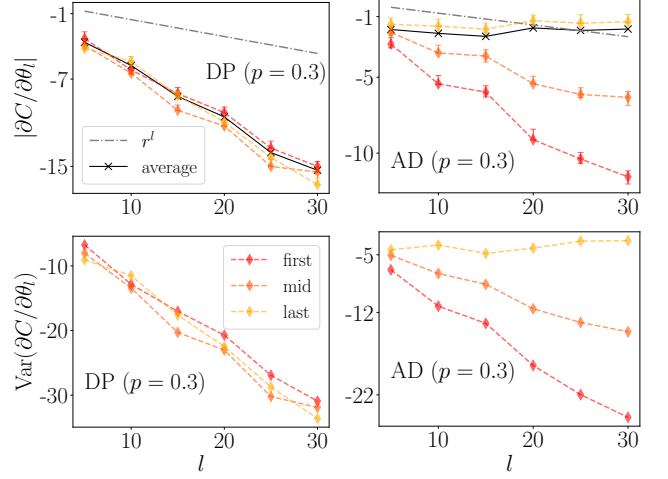 |∂C/∂θ_l|
-1
-7
-15
DP (p = 0.3)
r^l
average
10
20
30
-1
-5
-10
AD (p = 0.3)
10
20
30
Var(∂C/∂θ_l)
-10
-20
-30
first
mid
last
DP (p = 0.3)
10
20
30
l
-5
-12
-22
AD (p = 0.3)
10
20
30
l